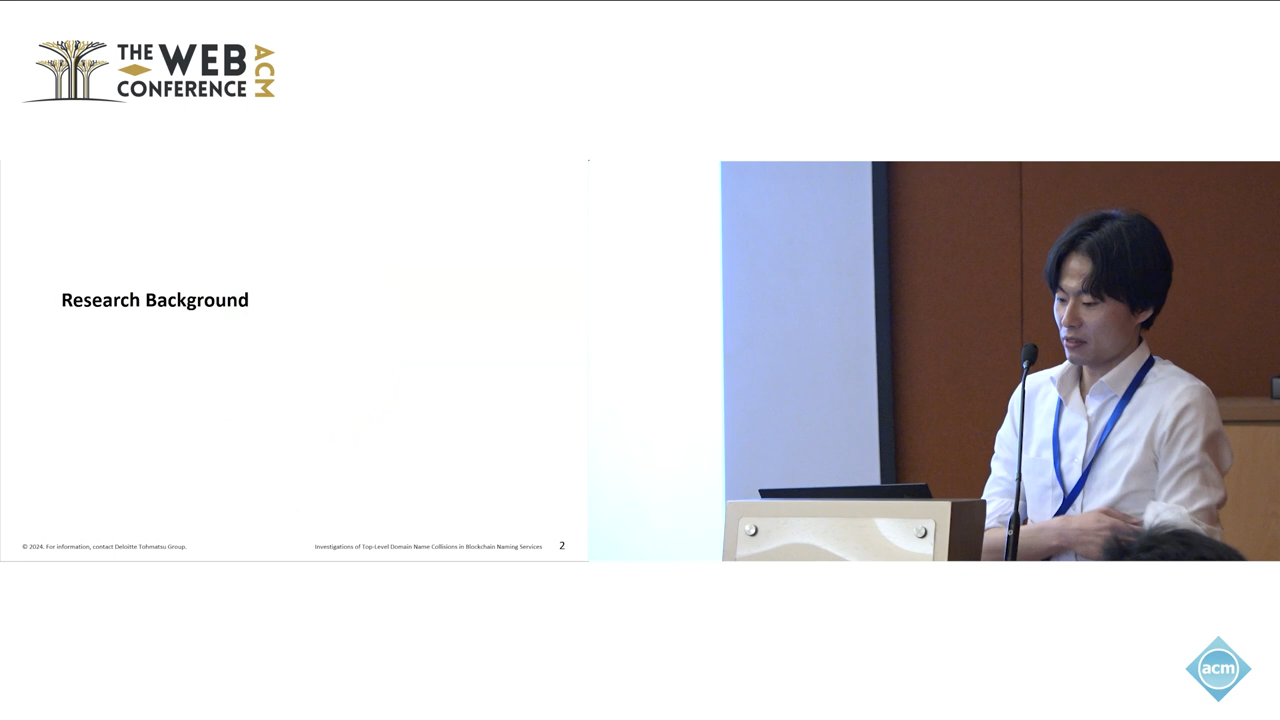 THE WEB CONFERENCE ACM
Research Background
© 2024. For information, contact Deloitte Tohmatsu Group.
Investigations of Top-Level Domain Name Collisions in Blockchain Naming Services
2
acm